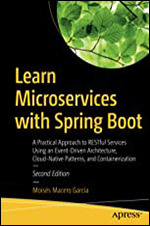 Learn
Microservices
with Spring Boot
A Practical Approach to RESTful Services
Using an Event-Driven Architecture,
Cloud-Native Patterns, and Containerization
Second Edition
Moisés Macero García
Apress®